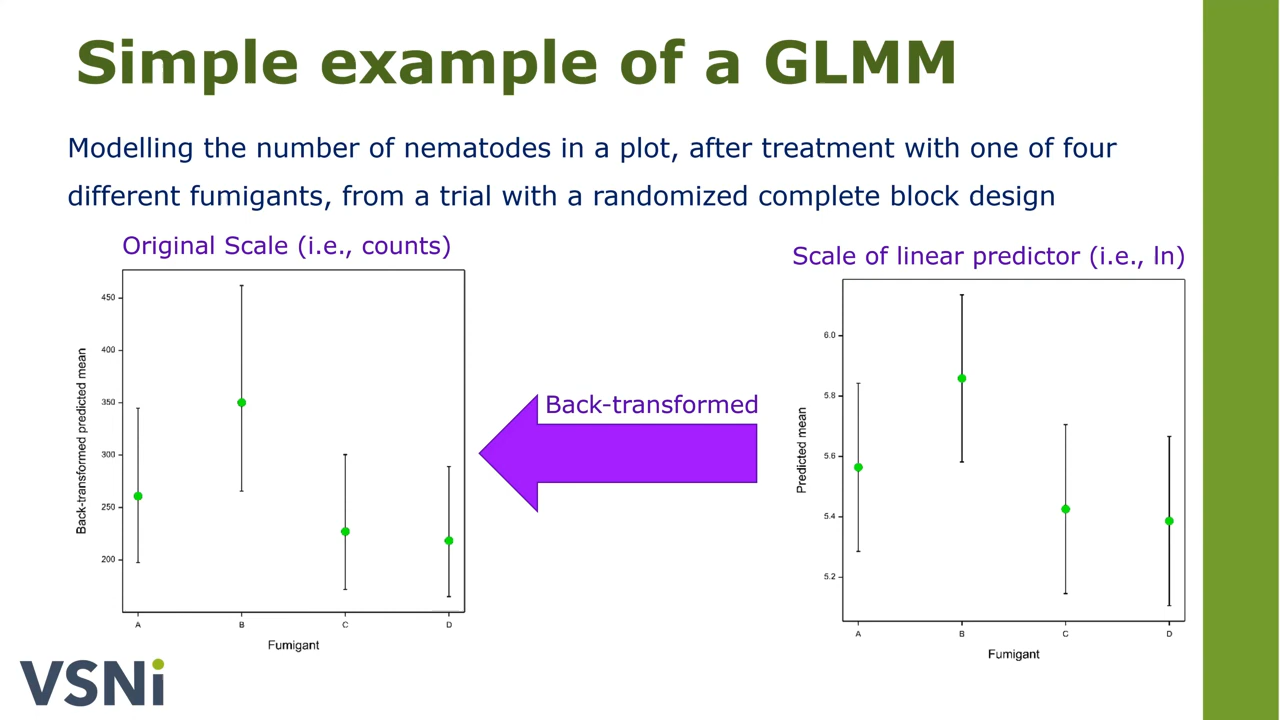 Simple example of a GLMM
Modelling the number of nematodes in a plot, after treatment with one of four
different fumigants, from a trial with a randomized complete block design
Original Scale (i.e., counts)
450
400
350
300
250
200
Back-transformed predicted mean
A B C D
Fumigant
Back-transformed
Scale of linear predictor (i.e., ln)
6.0
5.8
5.6
5.4
5.2
Predicted mean
A B C D
Fumigant
VSNi